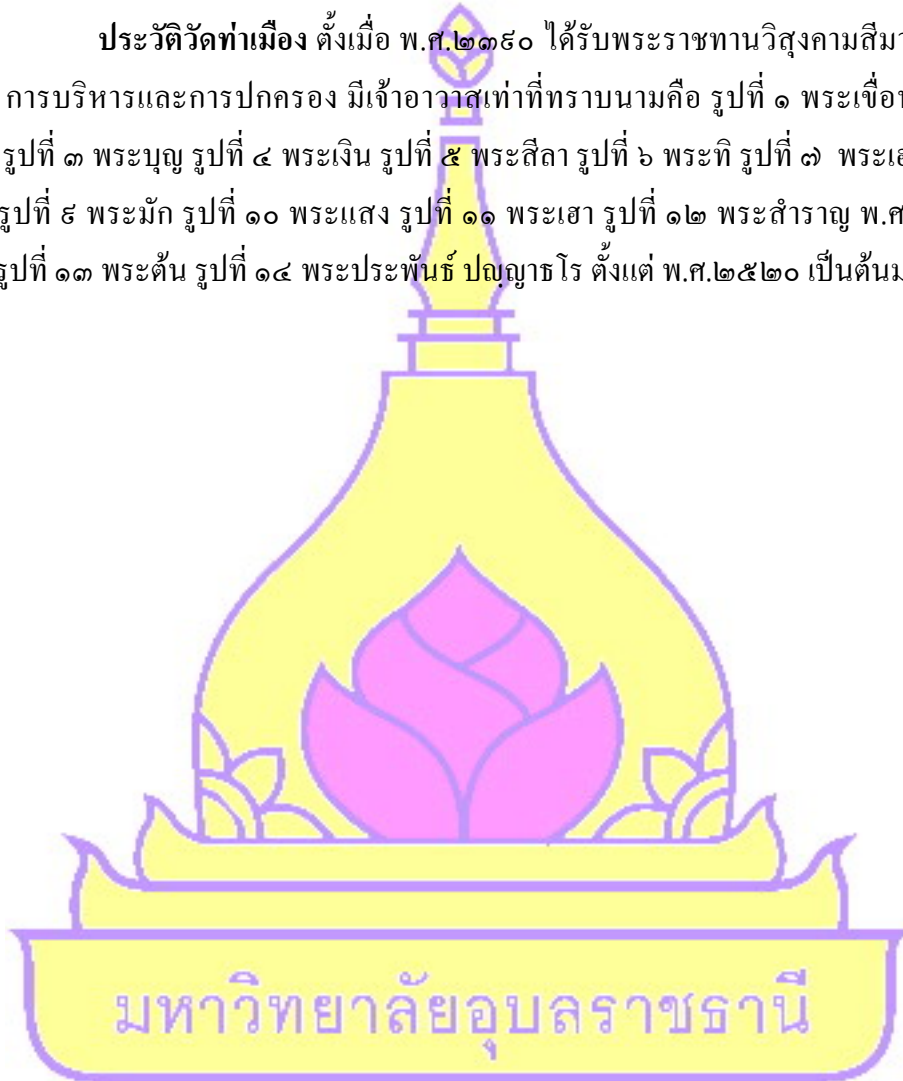 ประวัติวัดท่าเมือง ตั้งเมื่อ พ.ศ.๒๓๙๐ ได้รับพระราชทานวิสุงคามสีมา
การบริหารและการปกครอง มีเจ้าอาวาสเท่าที่ทราบนามคือ รูปที่ ๑ พระเขื่อน
รูปที่ ๓ พระบุญ รูปที่ ๔ พระเงิน รูปที่ ๕ พระสีลา รูปที่ ๖ พระทิ รูปที่ ๗
รูปที่ ๙ พระมัก รูปที่ ๑๐ พระแสง รูปที่ ๑๑ พระเฮา รูปที่ ๑๒ พระสำราญ พ.ศ
รูปที่ ๑๓ พระต้น รูปที่ ๑๔ พระประพันธ์ ปญฺญาธโร ตั้งแต่ พ.ศ.๒๕๒๐ เป็นต้นม
มหาวิทยาลัยอุบลราชธานี